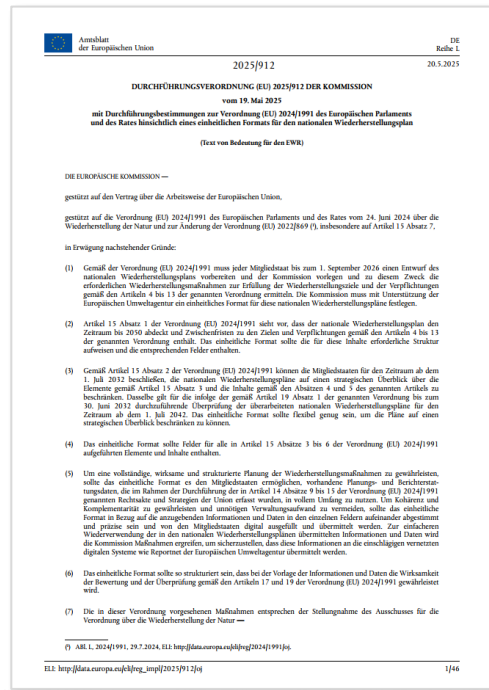 Amtsblatt
der Europäischen Union
DE
Reihe L
2025/912
20.5.2025
DURCHFÜHRUNGSVERORDNUNG (EU) 2025/912 DER KOMMISSION
vom 19. Mai 2025
mit Durchführungsbestimmungen zur Verordnung (EU) 2024/1991 des Europäischen Parlaments
und des Rates hinsichtlich eines einheitlichen Formats für den nationalen Wiederherstellungsplan
(Text von Bedeutung für den EWR)
DIE EUROPÄISCHE KOMMISSION —
gestützt auf den Vertrag über die Arbeitsweise der Europäischen Union,
gestützt auf die Verordnung (EU) 2024/1991 des Europäischen Parlaments und des Rates vom 24. Juni 2024 über die
Wiederherstellung der Natur und zur Änderung der Verordnung (EU) 2022/869 (¹), insbesondere auf Artikel 15 Absatz 7,
in Erwägung nachstehender Gründe:
(1) Gemäß der Verordnung (EU) 2024/1991 muss jeder Mitgliedstaat bis zum 1. September 2026 einen Entwurf des
nationalen Wiederherstellungsplans vorbereiten und der Kommission vorlegen und zu diesem Zweck die
erforderlichen Wiederherstellungsmaßnahmen zur Erfüllung der Wiederherstellungsziele und der Verpflichtungen
gemäß den Artikeln 4 bis 13 der genannten Verordnung ermitteln. Die Kommission muss mit Unterstützung der
Europäischen Umweltagentur ein einheitliches Format für diese nationalen Wiederherstellungspläne festlegen.
(2) Artikel 15 Absatz 1 der Verordnung (EU) 2024/1991 sieht vor, dass der nationale Wiederherstellungsplan den
Zeitraum bis 2050 abdeckt und Zwischenfristen zu den Zielen und Verpflichtungen gemäß den Artikeln 4 bis 13
der genannten Verordnung enthält. Das einheitliche Format sollte die für diese Inhalte erforderliche Struktur
aufweisen und die entsprechenden Felder enthalten.
(3) Gemäß Artikel 15 Absatz 2 der Verordnung (EU) 2024/1991 können die Mitgliedstaaten für den Zeitraum ab dem
1. Juli 2032 beschließen, die nationalen Wiederherstellungspläne auf einen strategischen Überblick über die
Elemente gemäß Artikel 15 Absatz 3 und die Inhalte gemäß den Absätzen 4 und 5 des genannten Artikels zu
beschränken. Dasselbe gilt für die infolge der gemäß Artikel 19 Absatz 1 der genannten Verordnung bis zum
30. Juni 2032 durchzuführende Überprüfung der überarbeiteten nationalen Wiederherstellungspläne für den
Zeitraum ab dem 1. Juli 2042. Das einheitliche Format sollte flexibel genug sein, um die Pläne auf einen
strategischen Überblick beschränken zu können.
(4) Das einheitliche Format sollte Felder für alle in Artikel 15 Absätze 3 bis 6 der Verordnung (EU) 2024/1991
aufgeführten Elemente und Inhalte enthalten.
(5) Um eine vollständige, wirksame und strukturierte Planung der Wiederherstellungsmaßnahmen zu gewährleisten,
sollte das einheitliche Format es den Mitgliedstaaten ermöglichen, vorhandene Planungs- und Berichterstat-
tungsdaten, die im Rahmen der Durchführung der in Artikel 14 Absätze 9 bis 15 der Verordnung (EU) 2024/1991
genannten Rechtsakte und Strategien der Union erfasst wurden, in vollem Umfang zu nutzen. Um Kohärenz und
Komplementarität zu gewährleisten und unnötigen Verwaltungsaufwand zu vermeiden, sollte das einheitliche
Format in Bezug auf die anzugebenden Informationen und Daten in den einzelnen Feldern aufeinander abgestimmt
und präzise sein und von den Mitgliedstaaten digital ausgefüllt und übermittelt werden. Zur einfacheren
Wiederverwendung der in den nationalen Wiederherstellungsplänen übermittelten Informationen und Daten wird
die Kommission Maßnahmen ergreifen, um sicherzustellen, dass diese Informationen an die einschlägigen vernetzten
digitalen Systeme wie Reportnet der Europäischen Umweltagentur übermittelt werden.
(6) Das einheitliche Format sollte so strukturiert sein, dass bei der Vorlage der Informationen und Daten die Wirksamkeit
der Bewertung und der Überprüfung gemäß den Artikeln 17 und 19 der Verordnung (EU) 2024/1991 gewährleistet
wird.
(7) Die in dieser Verordnung vorgesehenen Maßnahmen entsprechen der Stellungnahme des Ausschusses für die
Verordnung über die Wiederherstellung der Natur —
(¹) ABl. L, 2024/1991, 29.7.2024, ELI: http://data.europa.eu/eli/reg/2024/1991/oj.
ELI: http://data.europa.eu/eli/reg_impl/2025/912/oj
1/46